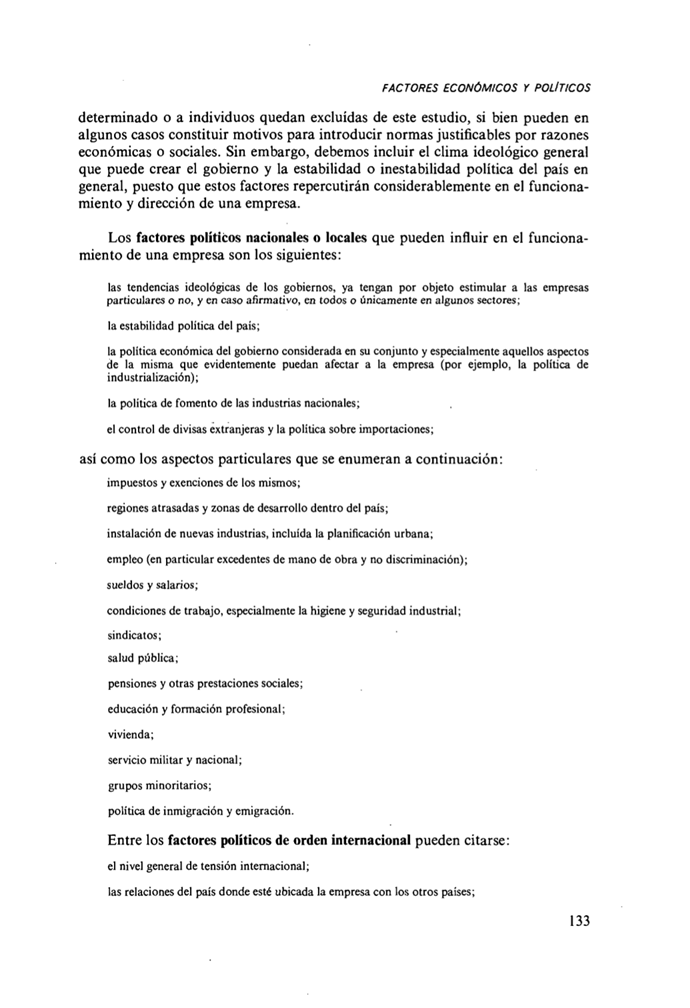 FACTORES ECONÓMICOS Y POLÍTICOS
determinado o a individuos quedan excluídas de este estudio, si bien pueden en
algunos casos constituir motivos para introducir normas justificables por razones
económicas o sociales. Sin embargo, debemos incluir el clima ideológico general
que puede crear el gobierno y la estabilidad o inestabilidad política del país en
general, puesto que estos factores repercutirán considerablemente en el funciona-
miento y dirección de una empresa.
Los factores políticos nacionales o locales que pueden influir en el funciona-
miento de una empresa son los siguientes:
las tendencias ideológicas de los gobiernos, ya tengan por objeto estimular a las empresas
particulares o no, y en caso afirmativo, en todos o únicamente en algunos sectores;
la estabilidad política del país;
la política económica del gobierno considerada en su conjunto y especialmente aquellos aspectos
de la misma que evidentemente puedan afectar a la empresa (por ejemplo, la política de
industrialización);
la política de fomento de las industrias nacionales;
el control de divisas extranjeras y la política sobre importaciones;
así como los aspectos particulares que se enumeran a continuación:
impuestos y exenciones de los mismos;
regiones atrasadas y zonas de desarrollo dentro del país;
instalación de nuevas industrias, incluída la planificación urbana;
empleo (en particular excedentes de mano de obra y no discriminación);
sueldos y salarios;
condiciones de trabajo, especialmente la higiene y seguridad industrial;
sindicatos;
salud pública;
pensiones y otras prestaciones sociales;
educación y formación profesional;
vivienda;
servicio militar y nacional;
grupos minoritarios;
política de inmigración y emigración.
Entre los factores políticos de orden internacional pueden citarse:
el nivel general de tensión internacional;
las relaciones del país donde esté ubicada la empresa con los otros países;
133